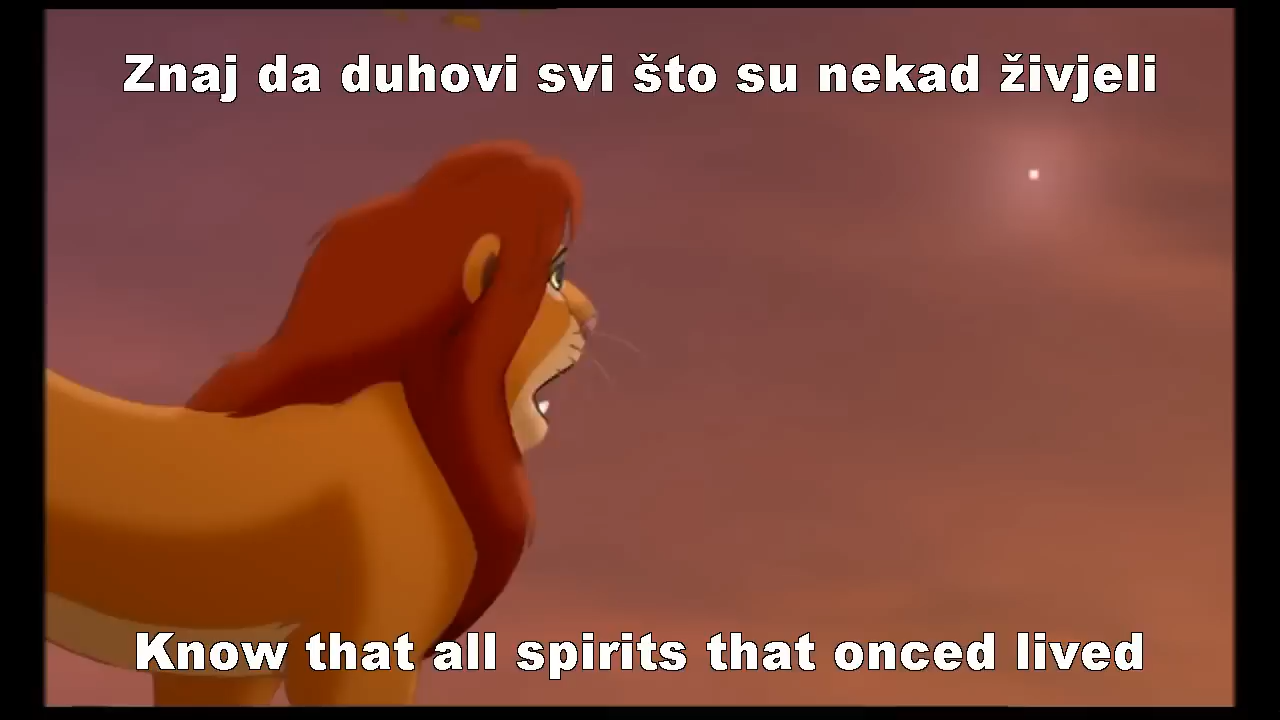 Znaj da duhovi svi što su nekad živjeli
Know that all spirits that onced lived